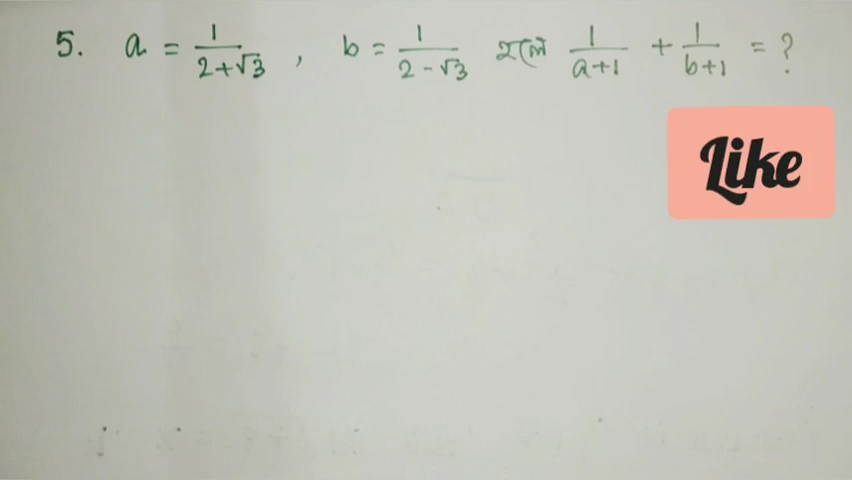 5. a = 1/(2+√3) , b = 1/(2-√3) হলে 1/(a+1) + 1/(b+1) = ?
Like